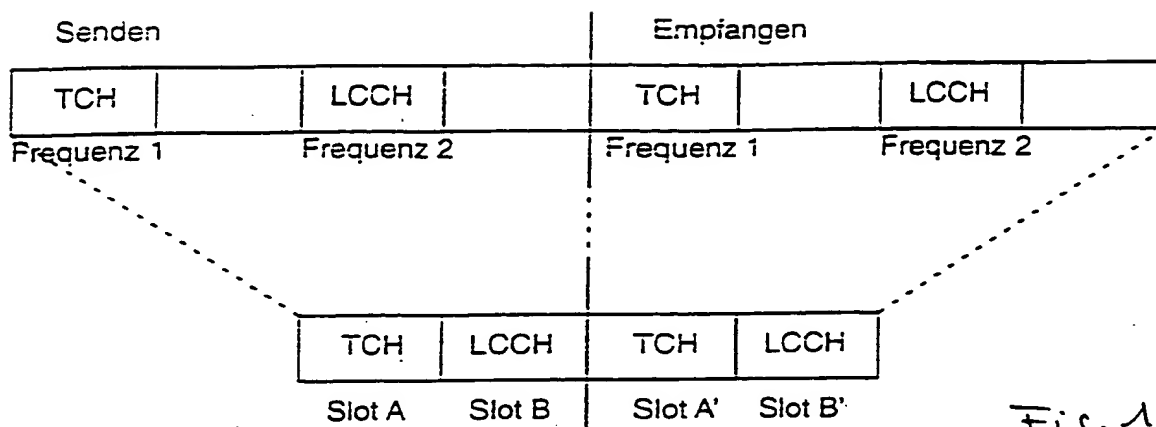 Senden Empfangen
TCH LCCH TCH LCCH
Frequenz 1 Frequenz 2 Frequenz 1 Frequenz 2
TCH LCCH TCH LCCH
Slot A Slot B Slot A' Slot B'
Fig. 1